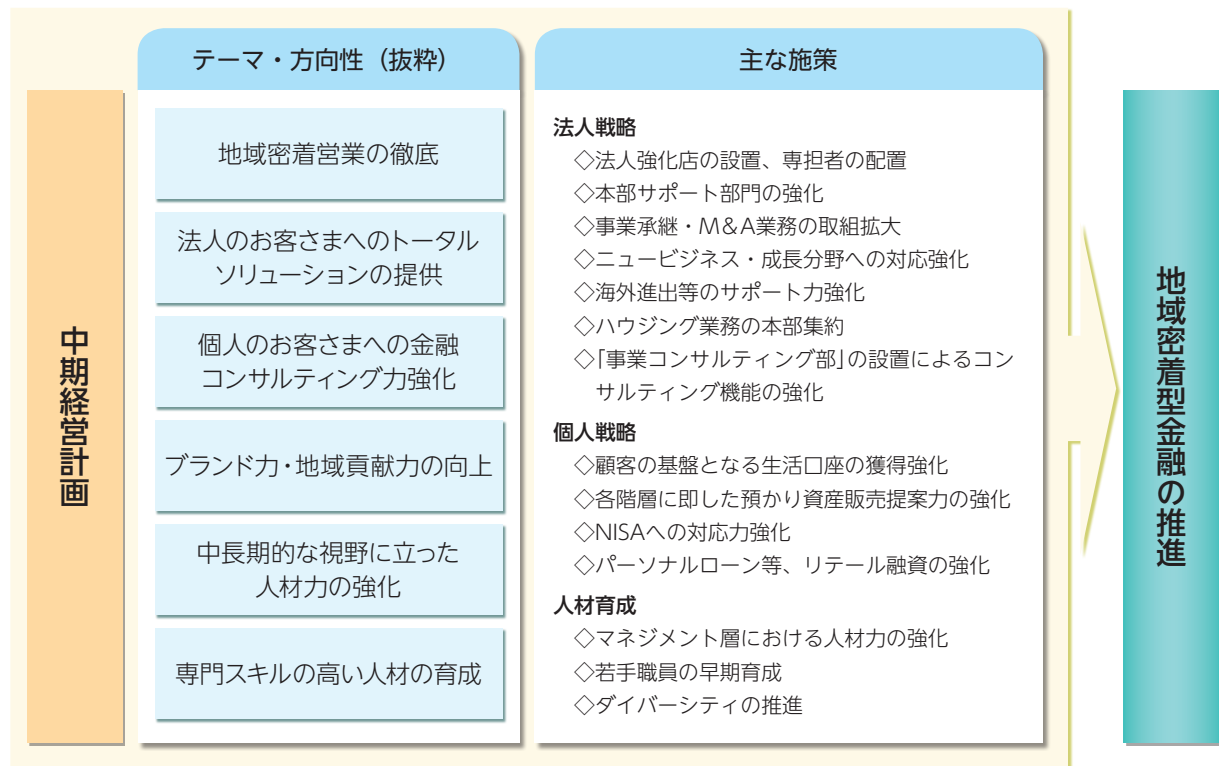 中期経営計画
テーマ・方向性（抜粋）
地域密着営業の徹底
法人のお客さまへのトータル
ソリューションの提供
個人のお客さまへの金融
コンサルティング力強化
ブランド力・地域貢献力の向上
中長期的な視野に立った
人材力の強化
専門スキルの高い人材の育成
主な施策
法人戦略
◇法人強化店の設置、専担者の配置
◇本部サポート部門の強化
◇事業承継・M＆A業務の取組拡大
◇ニュービジネス・成長分野への対応強化
◇海外進出等のサポート力強化
◇ハウジング業務の本部集約
◇「事業コンサルティング部」の設置によるコン
サルティング機能の強化
個人戦略
◇顧客の基盤となる生活口座の獲得強化
◇各階層に即した預かり資産販売提案力の強化
◇NISAへの対応力強化
◇パーソナルローン等、リテール融資の強化
人材育成
◇マネジメント層における人材力の強化
◇若手職員の早期育成
◇ダイバーシティの推進
地域密着型金融の推進